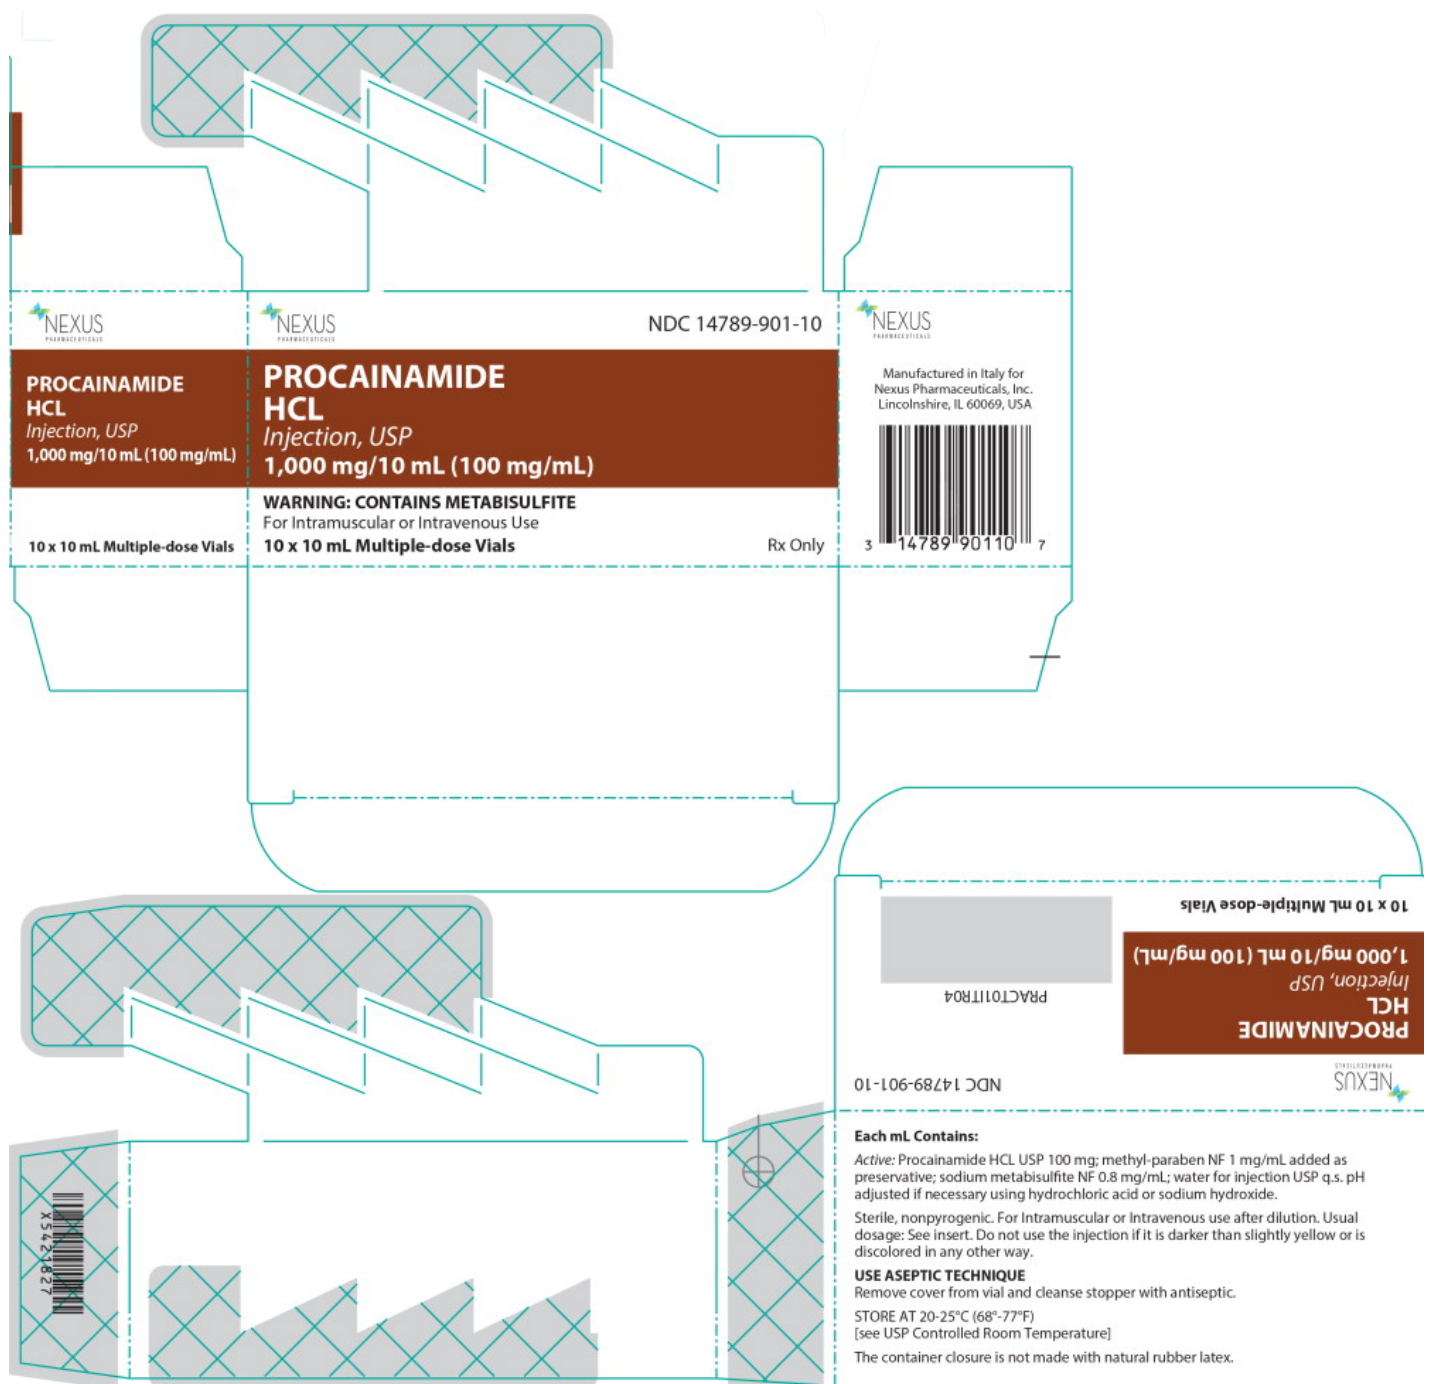 NEXUS
PHARMACEUTICALS
PROCAINAMIDE
HCL
Injection, USP
1,000 mg/10 mL (100 mg/mL)
10 x 10 mL Multiple-dose Vials
NEXUS
PHARMACEUTICALS
NDC 14789-901-10
PROCAINAMIDE
HCL
Injection, USP
1,000 mg/10 mL (100 mg/mL)
WARNING: CONTAINS METABISULFITE
For Intramuscular or Intravenous Use
10 x 10 mL Multiple-dose Vials
Rx Only
NEXUS
PHARMACEUTICALS
Manufactured in Italy for
Nexus Pharmaceuticals, Inc.
Lincolnshire, IL 60069, USA
3 14789 90110 7
NEXUS
PHARMACEUTICALS
NDC 14789-901-10
PROCAINAMIDE
HCL
Injection, USP
1,000 mg/10 mL (100 mg/mL)
PRACT01ITR04
10 x 10 mL Multiple-dose Vials
Each mL Contains:
Active: Procainamide HCL USP 100 mg; methyl-paraben NF 1 mg/mL added as
preservative; sodium metabisulfite NF 0.8 mg/mL; water for injection USP q.s. pH
adjusted if necessary using hydrochloric acid or sodium hydroxide.
Sterile, nonpyrogenic. For Intramuscular or Intravenous use after dilution. Usual
dosage: See insert. Do not use the injection if it is darker than slightly yellow or is
discolored in any other way.
USE ASEPTIC TECHNIQUE
Remove cover from vial and cleanse stopper with antiseptic.
STORE AT 20-25°C (68°-77°F)
[see USP Controlled Room Temperature]
The container closure is not made with natural rubber latex.
X5421827